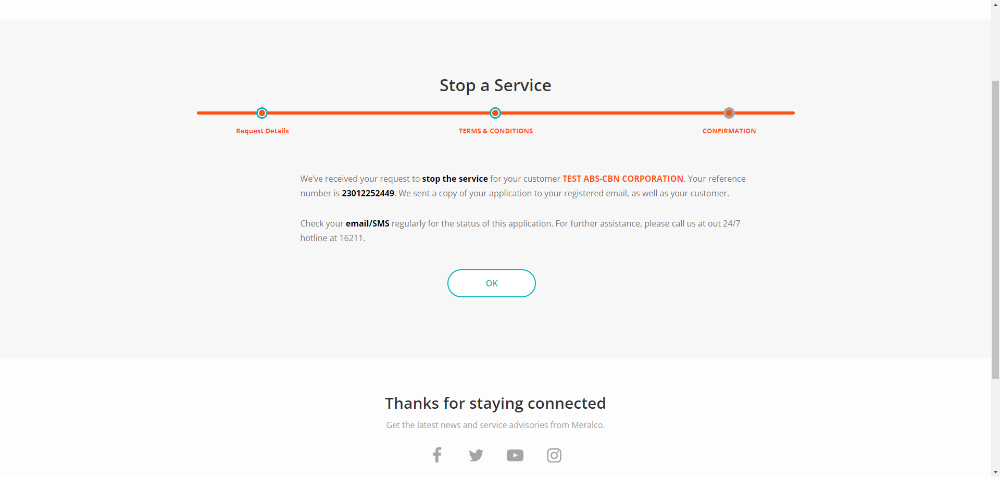 Stop a Service
Request Details
TERMS & CONDITIONS
CONFIRMATION
We've received your request to stop the service for your customer TEST ABS-CBN CORPORATION. Your reference
number is 23012252449. We sent a copy of your application to your registered email, as well as your customer.
Check your email/SMS regularly for the status of this application. For further assistance, please call us at out 24/7
hotline at 16211.
OK
Thanks for staying connected
Get the latest news and service advisories from Meralco.